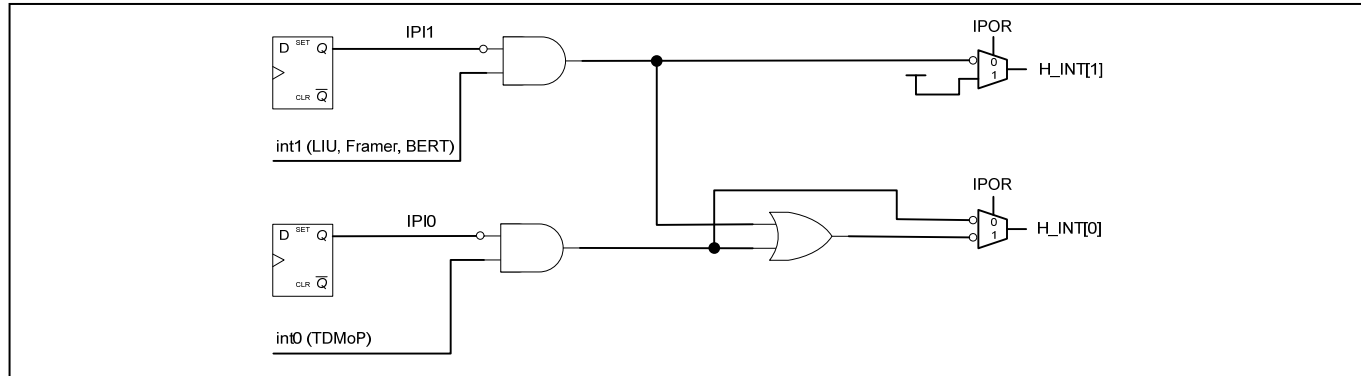 IPOR
IPI1
D SET Q
0
1
H_INT[1]
CLR Q̅
int1 (LIU, Framer, BERT)
IPOR
IPI0
D SET Q
0
1
H_INT[0]
CLR Q̅
int0 (TDMoP)